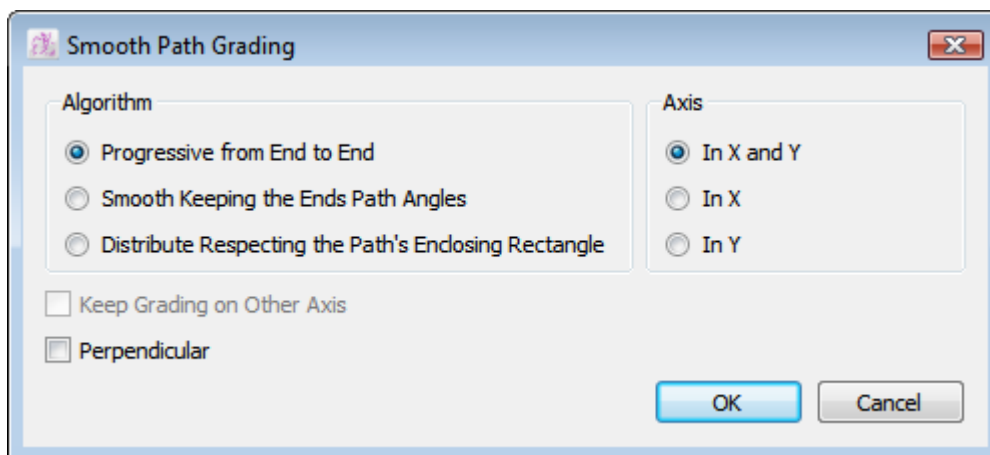 Smooth Path Grading
Algorithm
Progressive from End to End
Smooth Keeping the Ends Path Angles
Distribute Respecting the Path's Enclosing Rectangle
Axis
In X and Y
In X
In Y
Keep Grading on Other Axis
Perpendicular
OK
Cancel